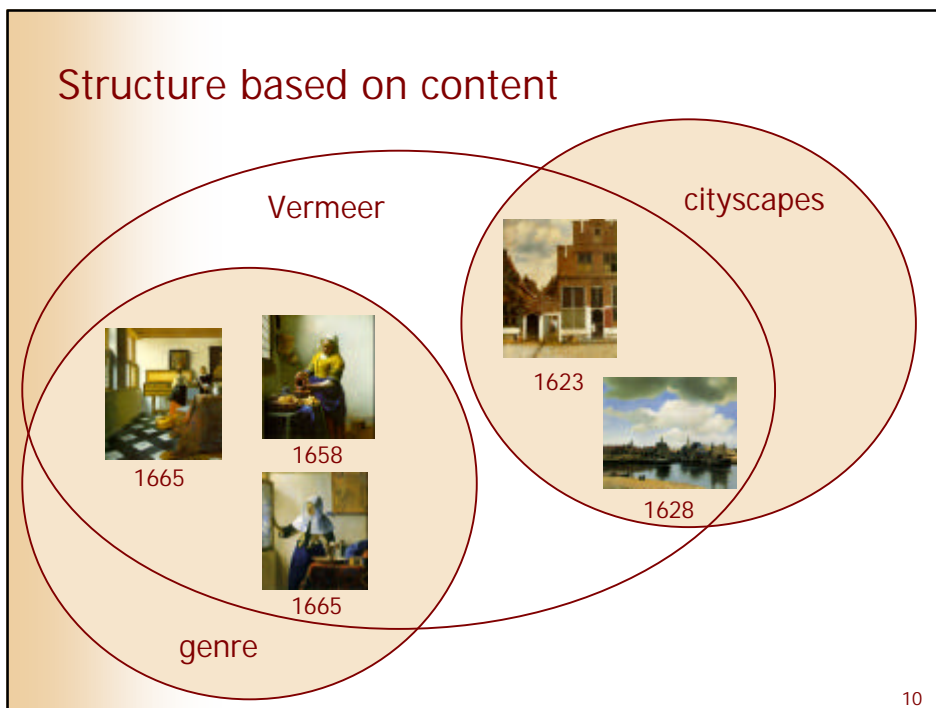 Structure based on content
Vermeer
cityscapes
1623
1658
1665
1628
1665
genre
10